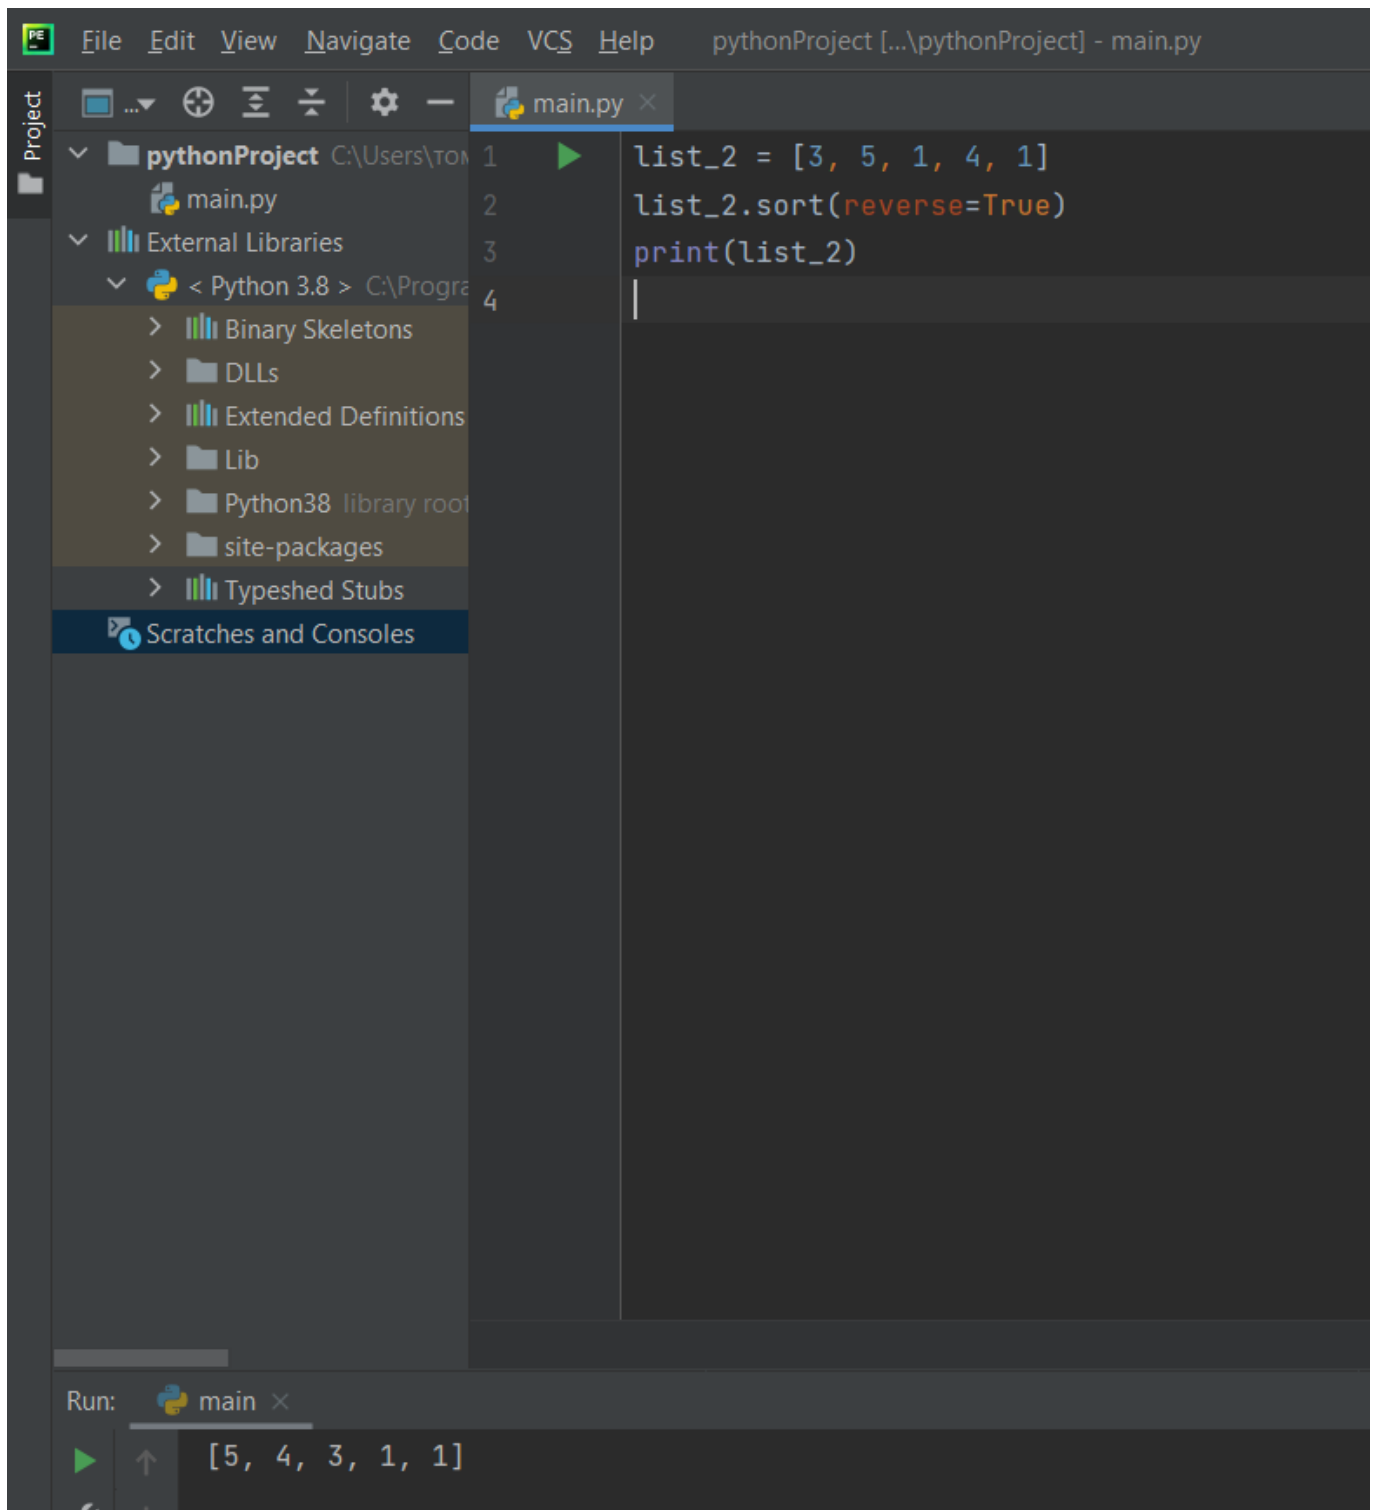 PE File Edit View Navigate Code VCS Help pythonProject [...\pythonProject] - main.py
Project
... main.py
pythonProject C:\Users\том
main.py
External Libraries
< Python 3.8 > C:\Progra
Binary Skeletons
DLLs
Extended Definitions
Lib
Python38 library root
site-packages
Typeshed Stubs
Scratches and Consoles
1 list_2 = [3, 5, 1, 4, 1]
2 list_2.sort(reverse=True)
3 print(list_2)
4
Run: main
[5, 4, 3, 1, 1]